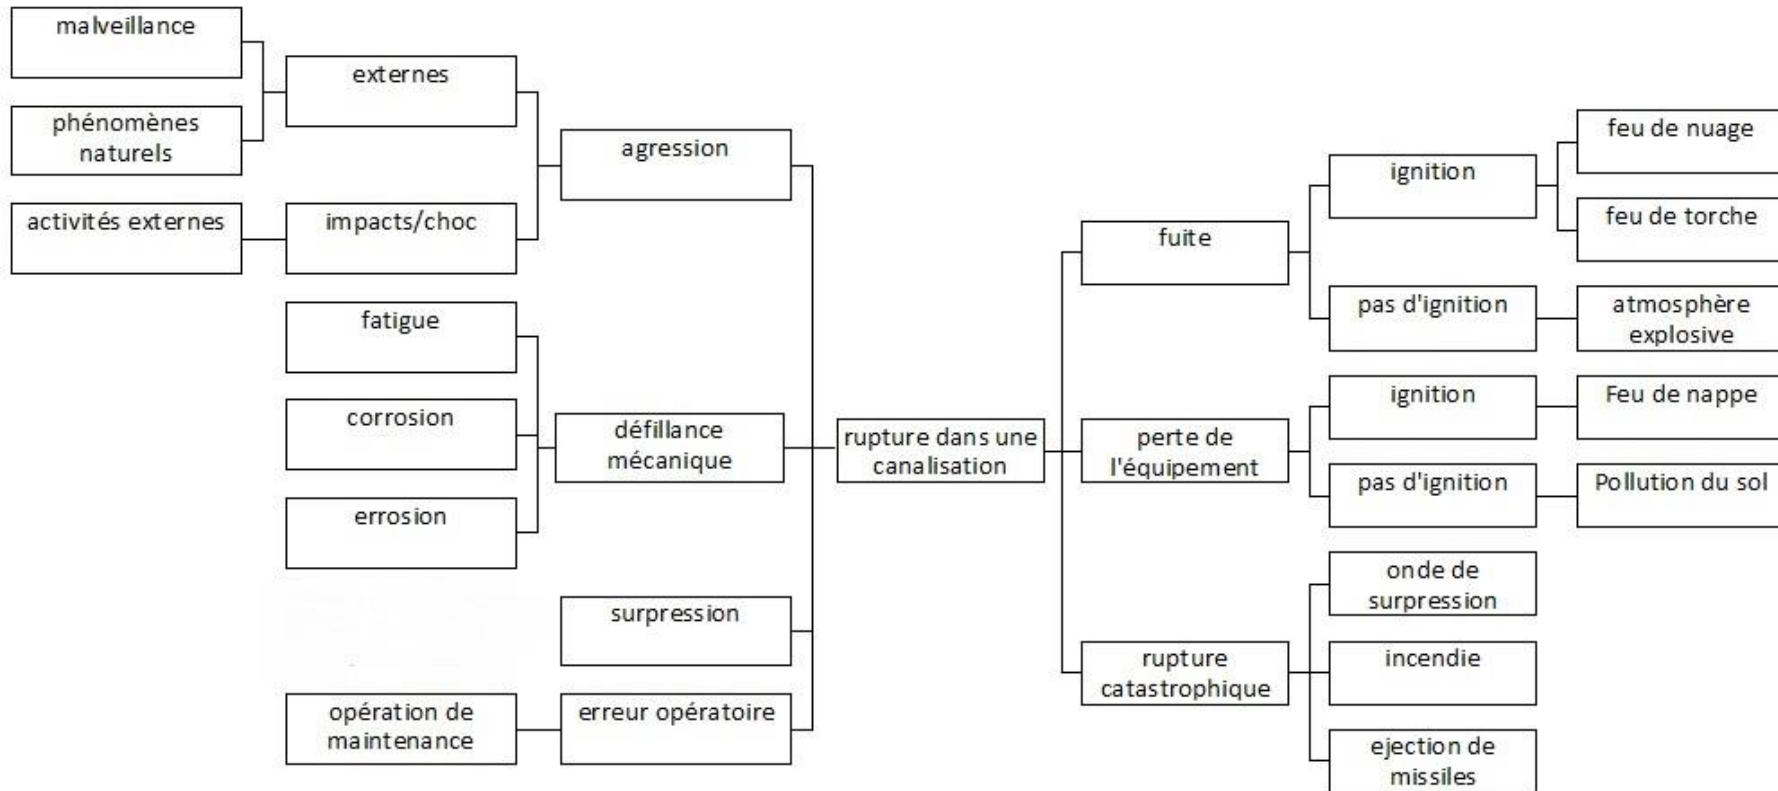 malveillance
phénomènes
naturels
activités externes
externes
impacts/choc
fatigue
corrosion
errosion
opération de
maintenance
agression
défillance
mécanique
surpression
erreur opératoire
rupture dans une
canalisation
fuite
perte de
l'équipement
rupture
catastrophique
ignition
pas d'ignition
ignition
pas d'ignition
onde de
surpression
incendie
ejection de
missiles
feu de nuage
feu de torche
atmosphère
explosive
Feu de nappe
Pollution du sol